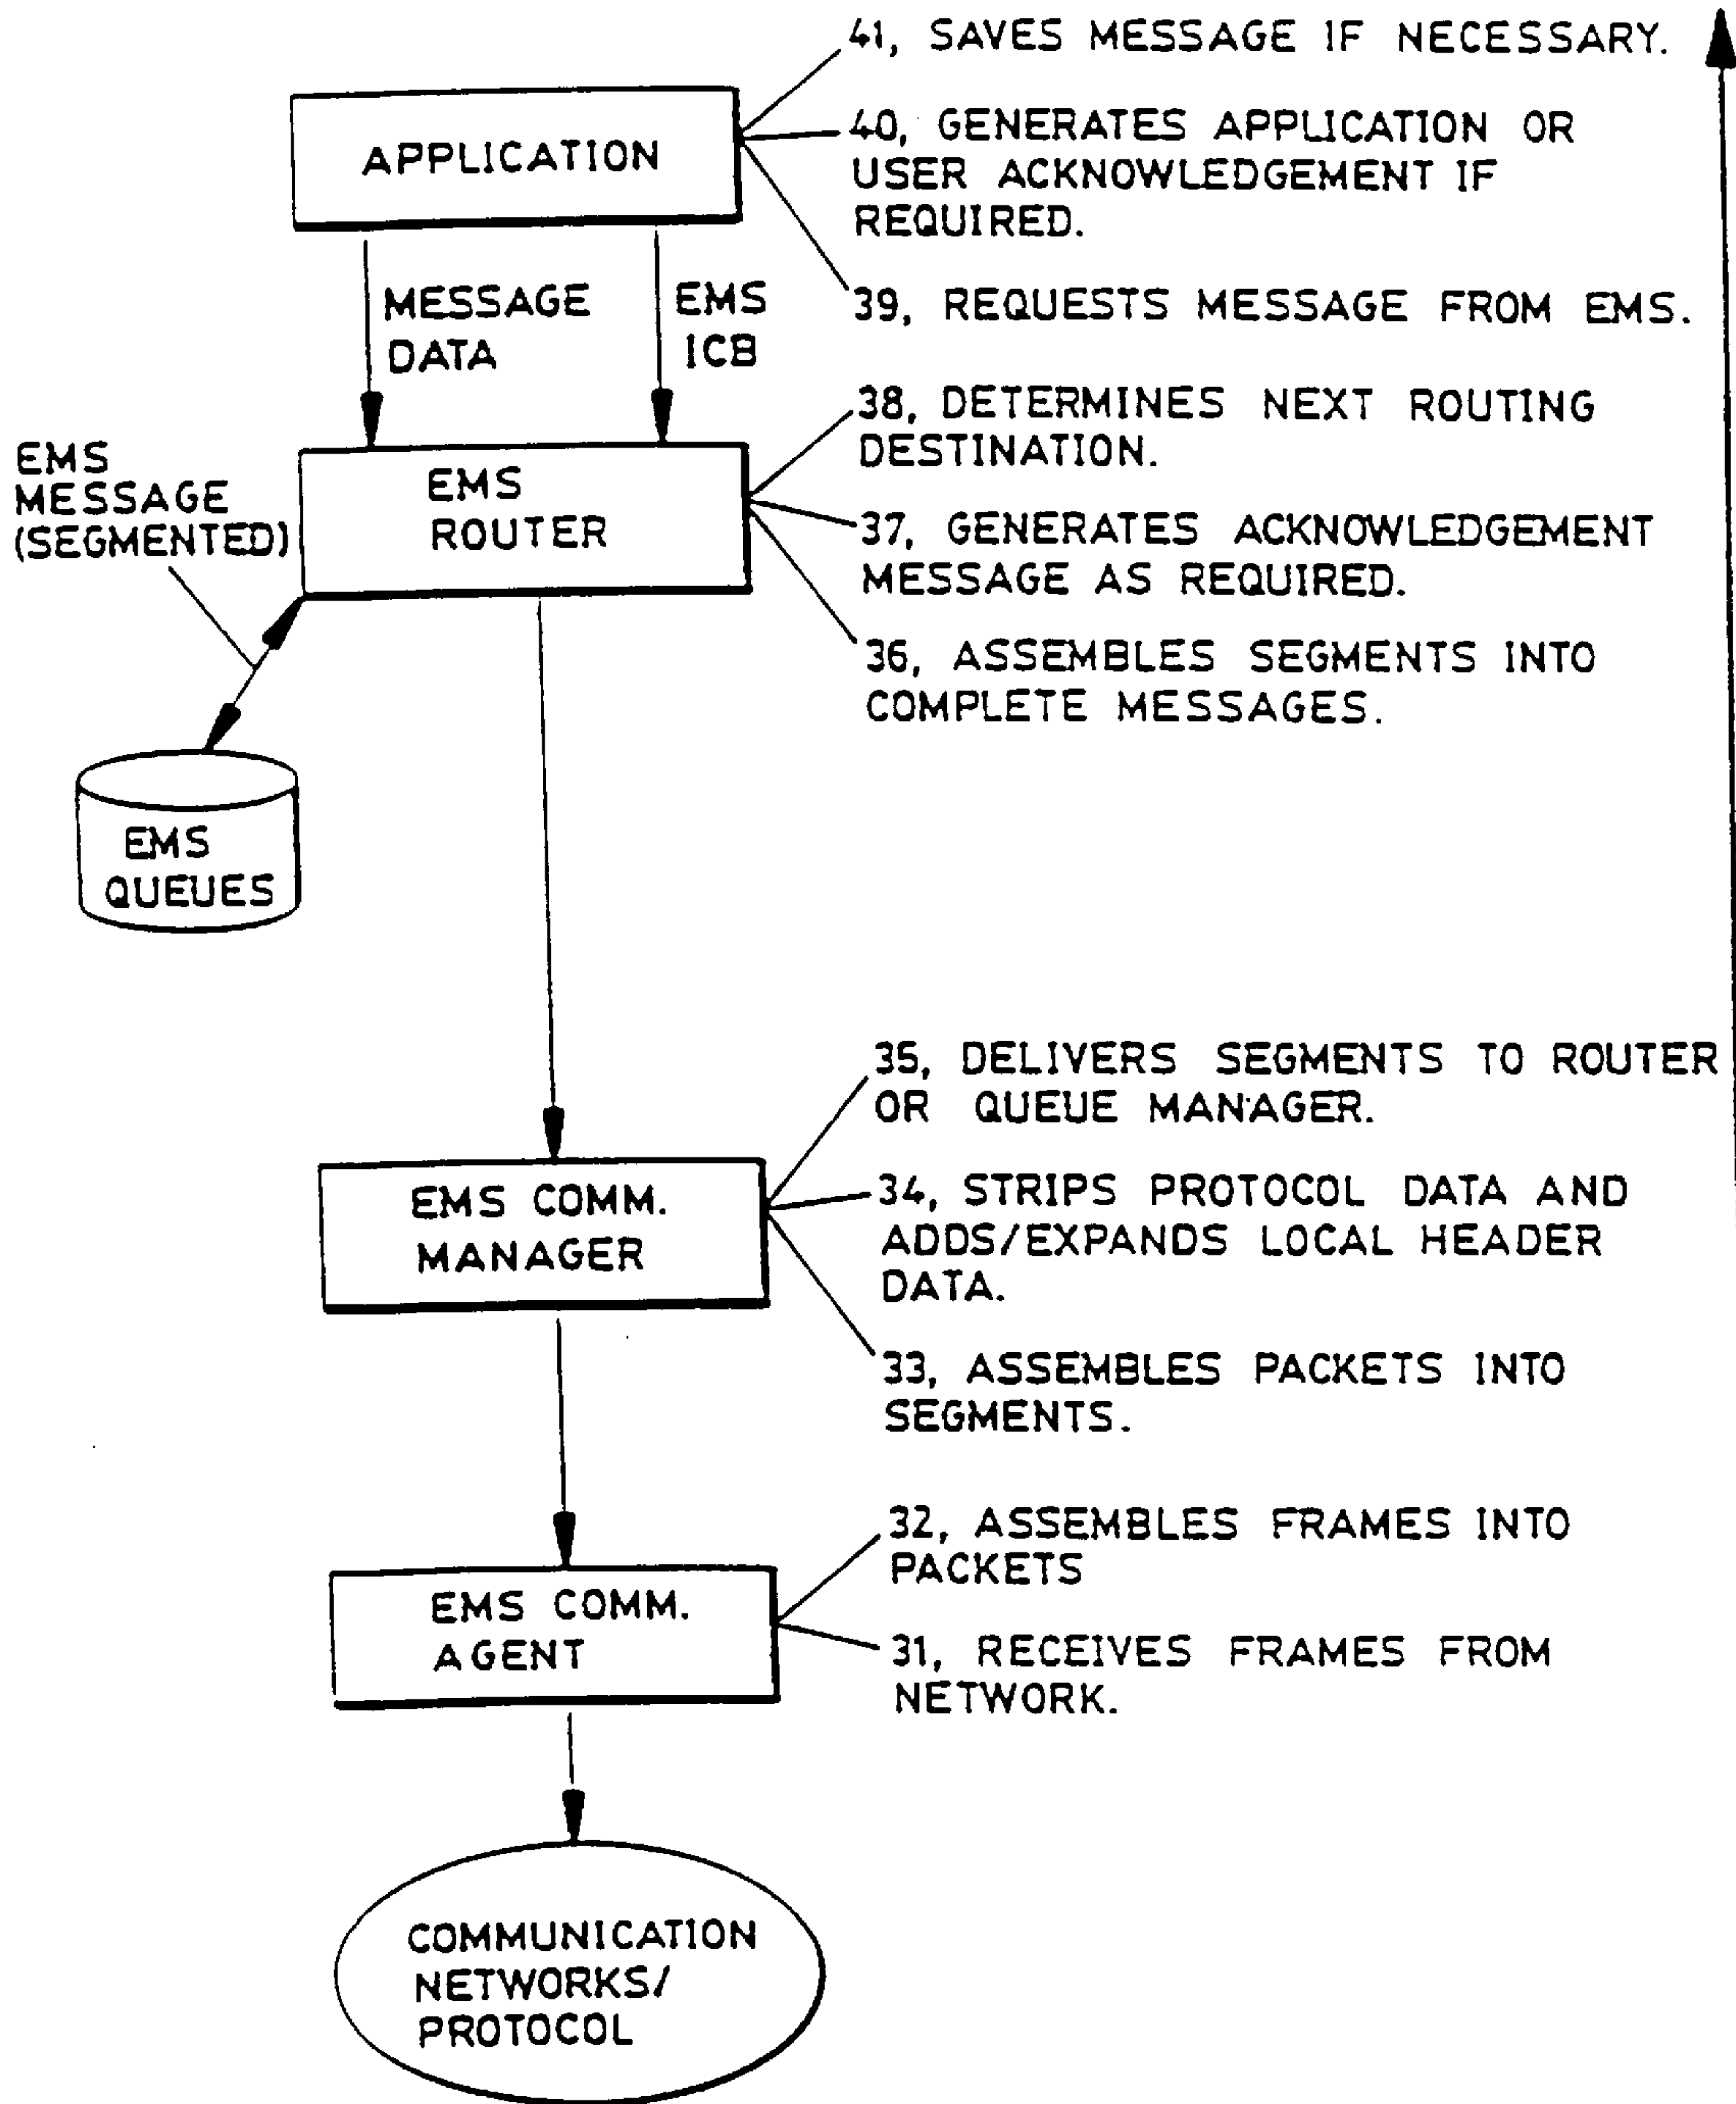 41, SAVES MESSAGE IF NECESSARY.
APPLICATION
40, GENERATES APPLICATION OR
USER ACKNOWLEDGEMENT IF
REQUIRED.
39, REQUESTS MESSAGE FROM EMS.
MESSAGE
DATA
EMS
ICB
38, DETERMINES NEXT ROUTING
DESTINATION.
EMS
MESSAGE
(SEGMENTED)
EMS
ROUTER
37, GENERATES ACKNOWLEDGEMENT
MESSAGE AS REQUIRED.
36, ASSEMBLES SEGMENTS INTO
COMPLETE MESSAGES.
EMS
QUEUES
35, DELIVERS SEGMENTS TO ROUTER
OR QUEUE MANAGER.
EMS COMM.
MANAGER
34, STRIPS PROTOCOL DATA AND
ADDS/EXPANDS LOCAL HEADER
DATA.
33, ASSEMBLES PACKETS INTO
SEGMENTS.
32, ASSEMBLES FRAMES INTO
PACKETS
EMS COMM.
AGENT
31, RECEIVES FRAMES FROM
NETWORK.
COMMUNICATION
NETWORKS/
PROTOCOL